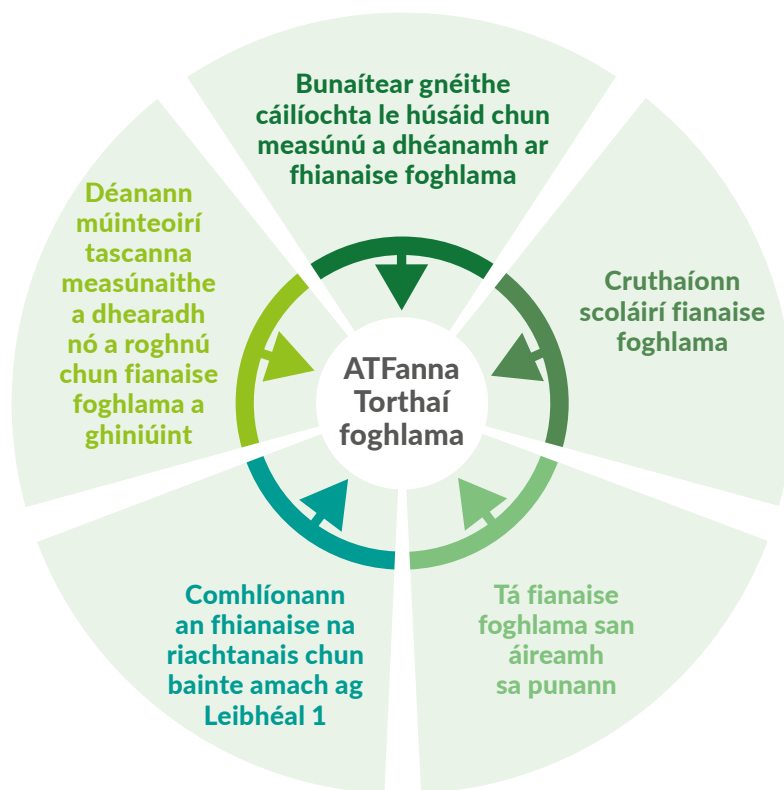 Bunaítear gnéithe
cáilíochta le húsáid chun
measúnú a dhéanamh ar
fhianaise foghlama
Cruthaíonn
scoláirí fianaise
foghlama
Tá fianaise
foghlama san
áireamh
sa punann
Comhlíonann
an fhianaise na
riachtanais chun
bainte amach ag
Leibhéal 1
Déanann
múinteoirí
tascanna
measúnaithe
a dhearadh
nó a roghnú
chun fianaise
foghlama a
ghiniúint
ATFanna
Torthaí
foghlama